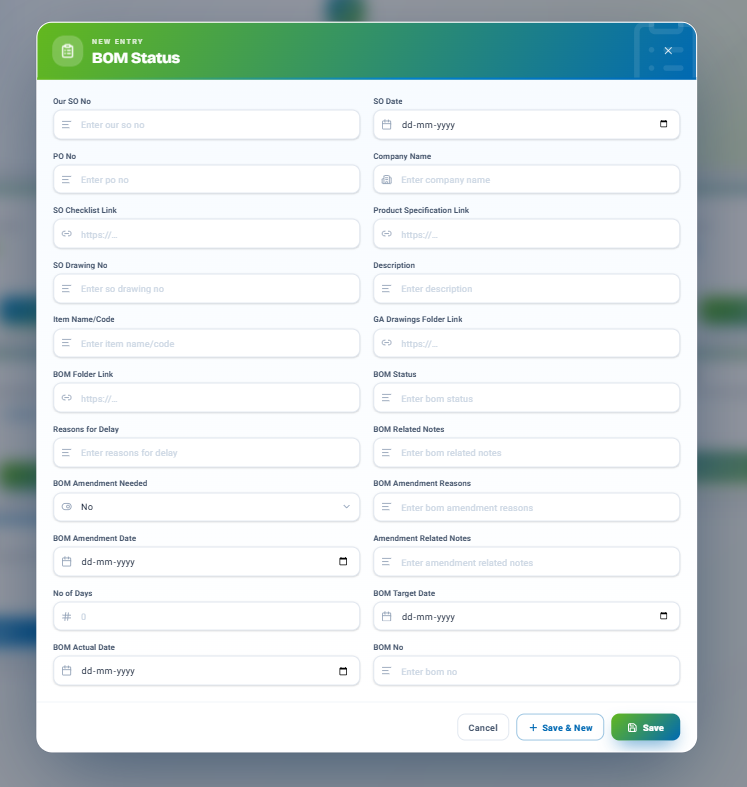 NEW ENTRY
BOM Status
Our SO No
SO Date
Enter our so no
dd-mm-yyyy
PO No
Company Name
Enter po no
Enter company name
SO Checklist Link
Product Specification Link
https://...
https://...
SO Drawing No
Description
Enter so drawing no
Enter description
Item Name/Code
GA Drawings Folder Link
Enter item name/code
https://...
BOM Folder Link
BOM Status
https://...
Enter bom status
Reasons for Delay
BOM Related Notes
Enter reasons for delay
Enter bom related notes
BOM Amendment Needed
BOM Amendment Reasons
No
Enter bom amendment reasons
BOM Amendment Date
Amendment Related Notes
dd-mm-yyyy
Enter amendment related notes
No of Days
BOM Target Date
0
dd-mm-yyyy
BOM Actual Date
BOM No
dd-mm-yyyy
Enter bom no
Cancel
+ Save & New
Save